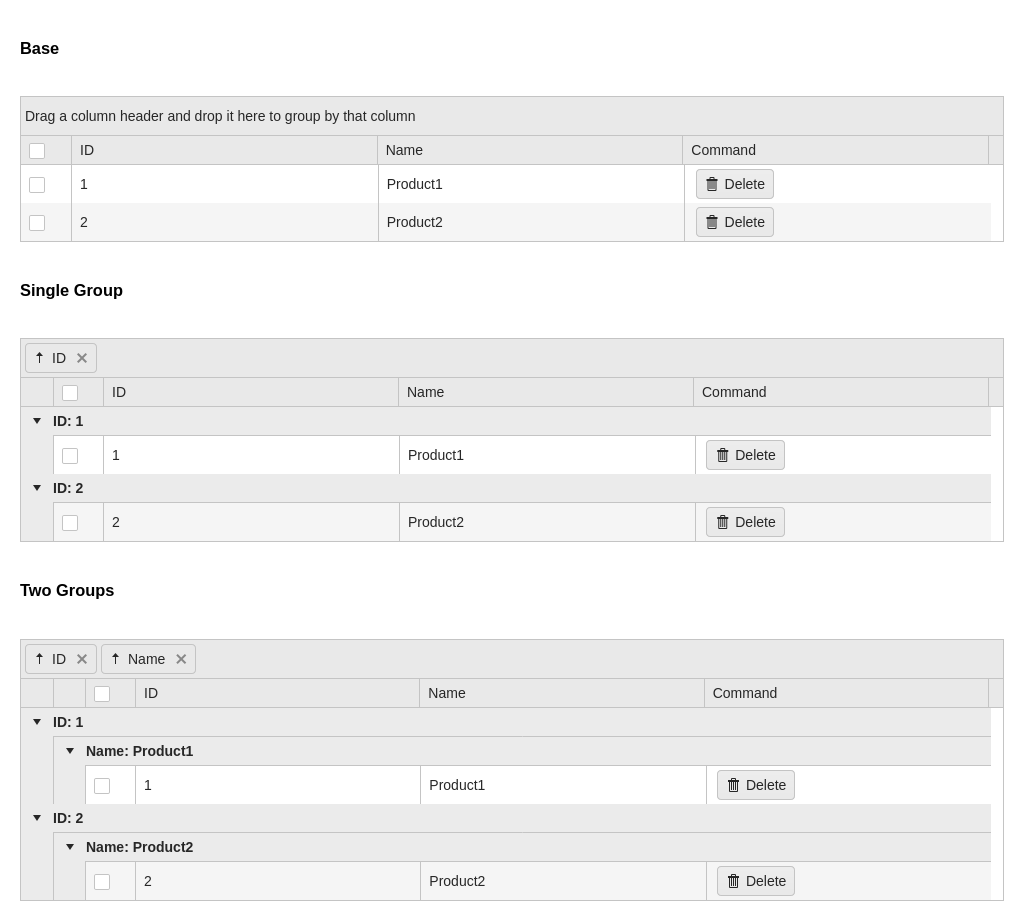 Base
Drag a column header and drop it here to group by that column
ID Name Command
1 Product1 Delete
2 Product2 Delete
Single Group
ID
ID Name Command
ID: 1
1 Product1 Delete
ID: 2
2 Product2 Delete
Two Groups
ID Name
ID Name Command
ID: 1
Name: Product1
1 Product1 Delete
ID: 2
Name: Product2
2 Product2 Delete